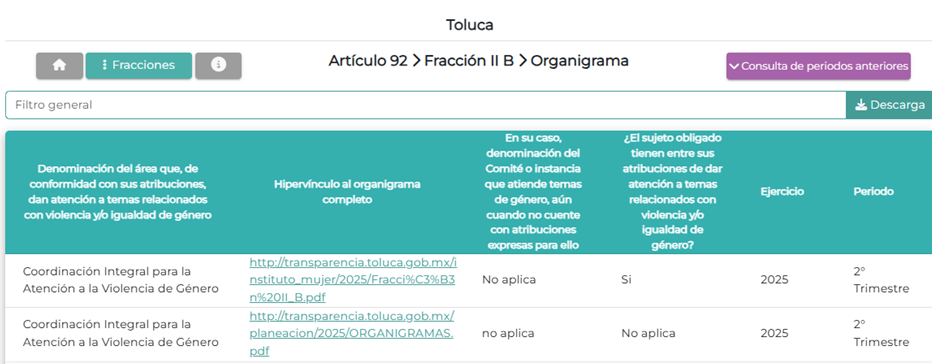 Toluca
Fracciones
Artículo 92 > Fracción II B > Organigrama
Consulta de periodos anteriores
Filtro general
Descarga
Denominación del área que, de
conformidad con sus atribuciones,
dan atención a temas relacionados
con violencia y/o igualdad de género
Hipervínculo al organigrama
completo
En su caso,
denominación del
Comité o instancia
que atiende temas
de género, aún
cuando no cuente
con atribuciones
expresas para ello
¿El sujeto obligado
tienen entre sus
atribuciones de dar
atención a temas
relacionados con
violencia y/o
igualdad de
género?
Ejercicio
Periodo
Coordinación Integral para la
Atención a la Violencia de Género
http://transparencia.toluca.gob.mx/i
nstituto_mujer/2025/Fracci%C3%B3
n%20II_B.pdf
No aplica
Si
2025
2°
Trimestre
Coordinación Integral para la
Atención a la Violencia de Género
http://transparencia.toluca.gob.mx/
planeacion/2025/ORGANIGRAMAS.
pdf
no aplica
No aplica
2025
2°
Trimestre